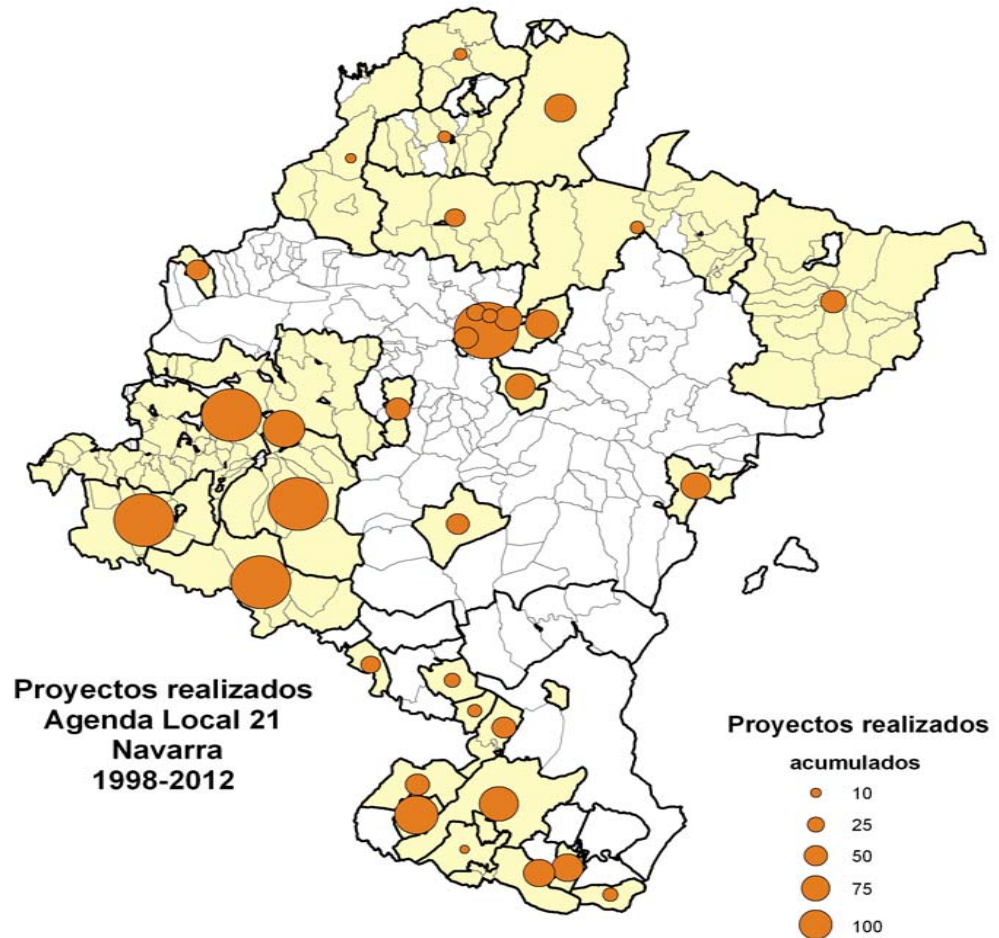 Proyectos realizados
Agenda Local 21
Navarra
1998-2012
Proyectos realizados
acumulados
10
25
50
75
100